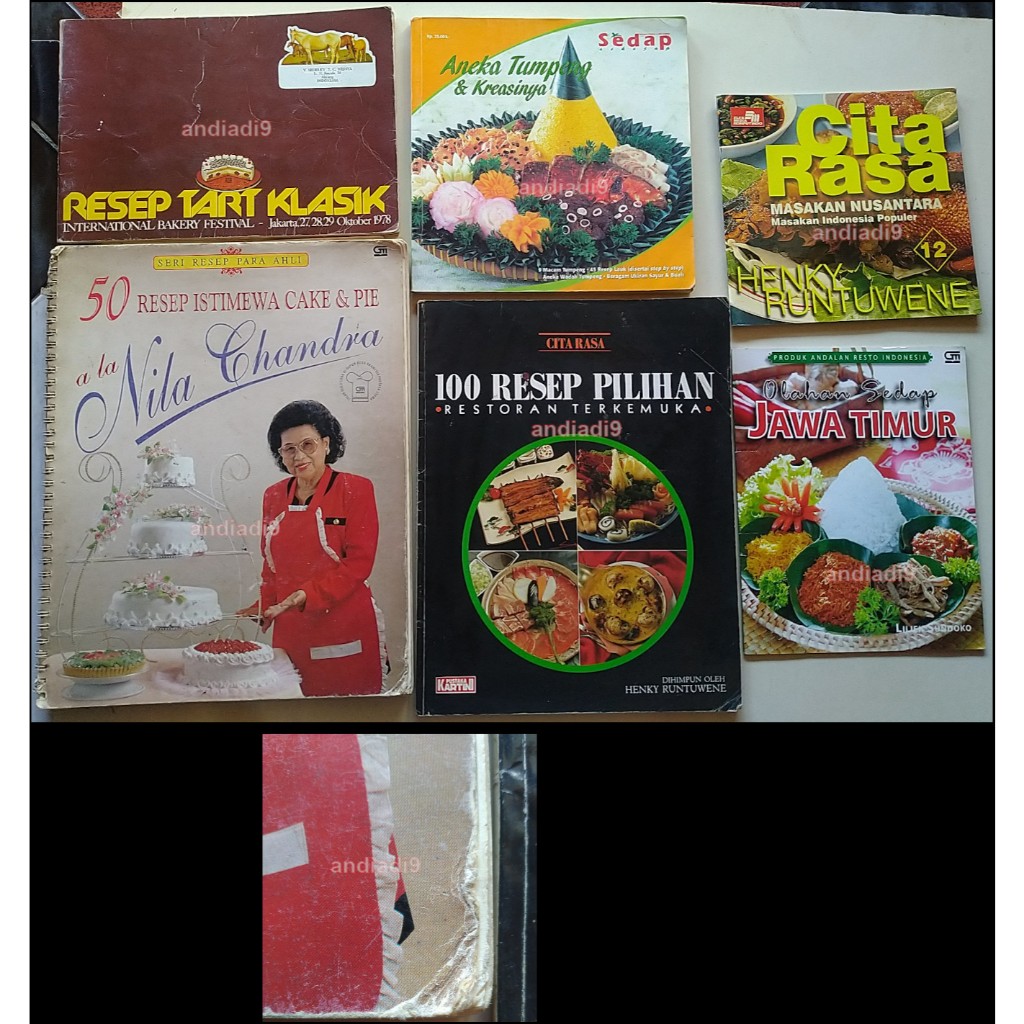 andiadi9
RESEP TART KLASIK
INTERNATIONAL BAKERY FESTIVAL - Jakarta, 27,28,29 Oktober 1978
Sedap
Aneka Tumpeng
& Kreasinya
andiadi9
Cita
Rasa
MASAKAN NUSANTARA
Masakan Indonesia Populer
andiadi9
12
HENKY
RUNTUWENE
SERI RESEP PARA AHLI
50 RESEP ISTIMEWA CAKE & PIE
a la Nila Chandra
andiadi9
CITA RASA
100 RESEP PILIHAN
•RESTORAN TERKEMUKA•
andiadi9
PUSTAKA
KARTINI
DIHIMPUN OLEH
HENKY RUNTUWENE
PRODUK ANDALAN RESTO INDONESIA
Olahan Sedap
JAWA TIMUR
andiadi9
LILIEK SUNDOKO
andiadi9